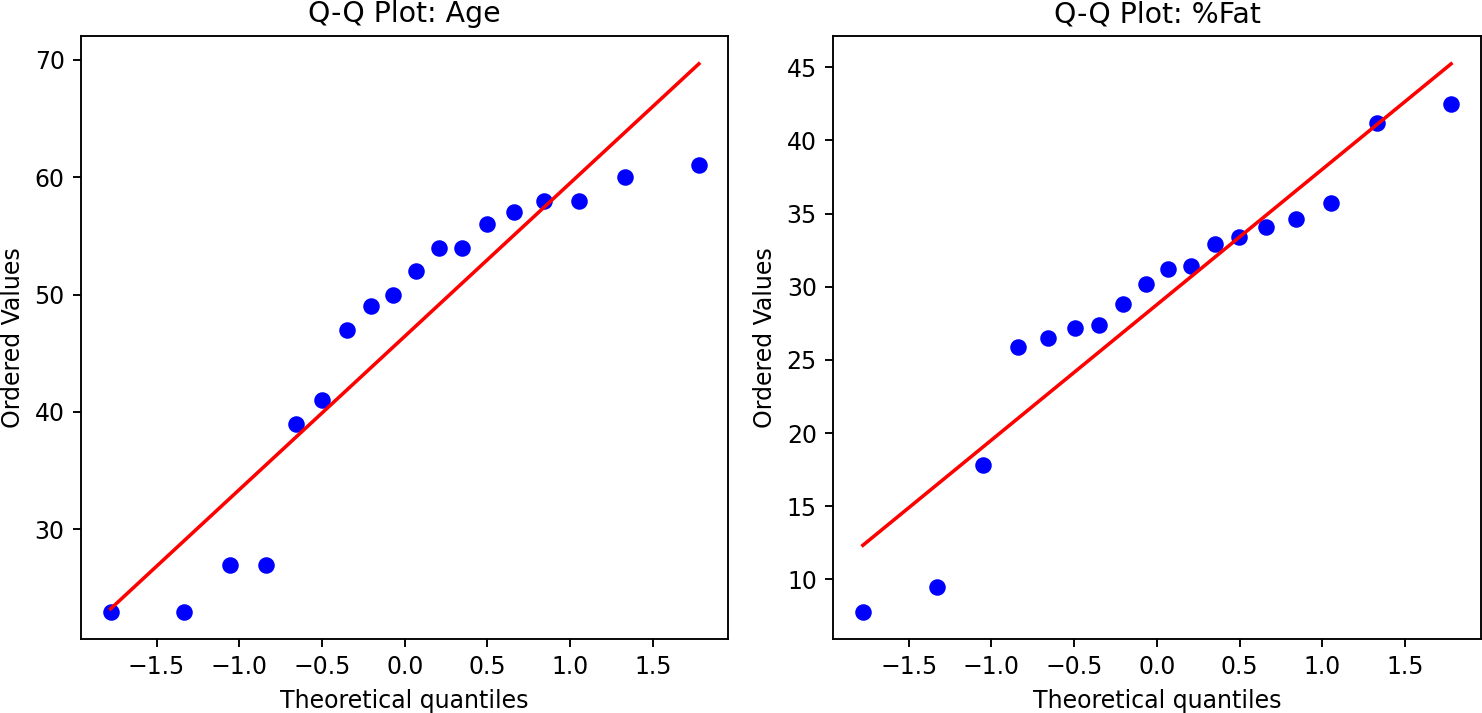 Q-Q Plot: Age
70
60
50
40
30
Ordered Values
−1.5 −1.0 −0.5 0.0 0.5 1.0 1.5
Theoretical quantiles
Q-Q Plot: %Fat
45
40
35
30
25
20
15
10
Ordered Values
−1.5 −1.0 −0.5 0.0 0.5 1.0 1.5
Theoretical quantiles